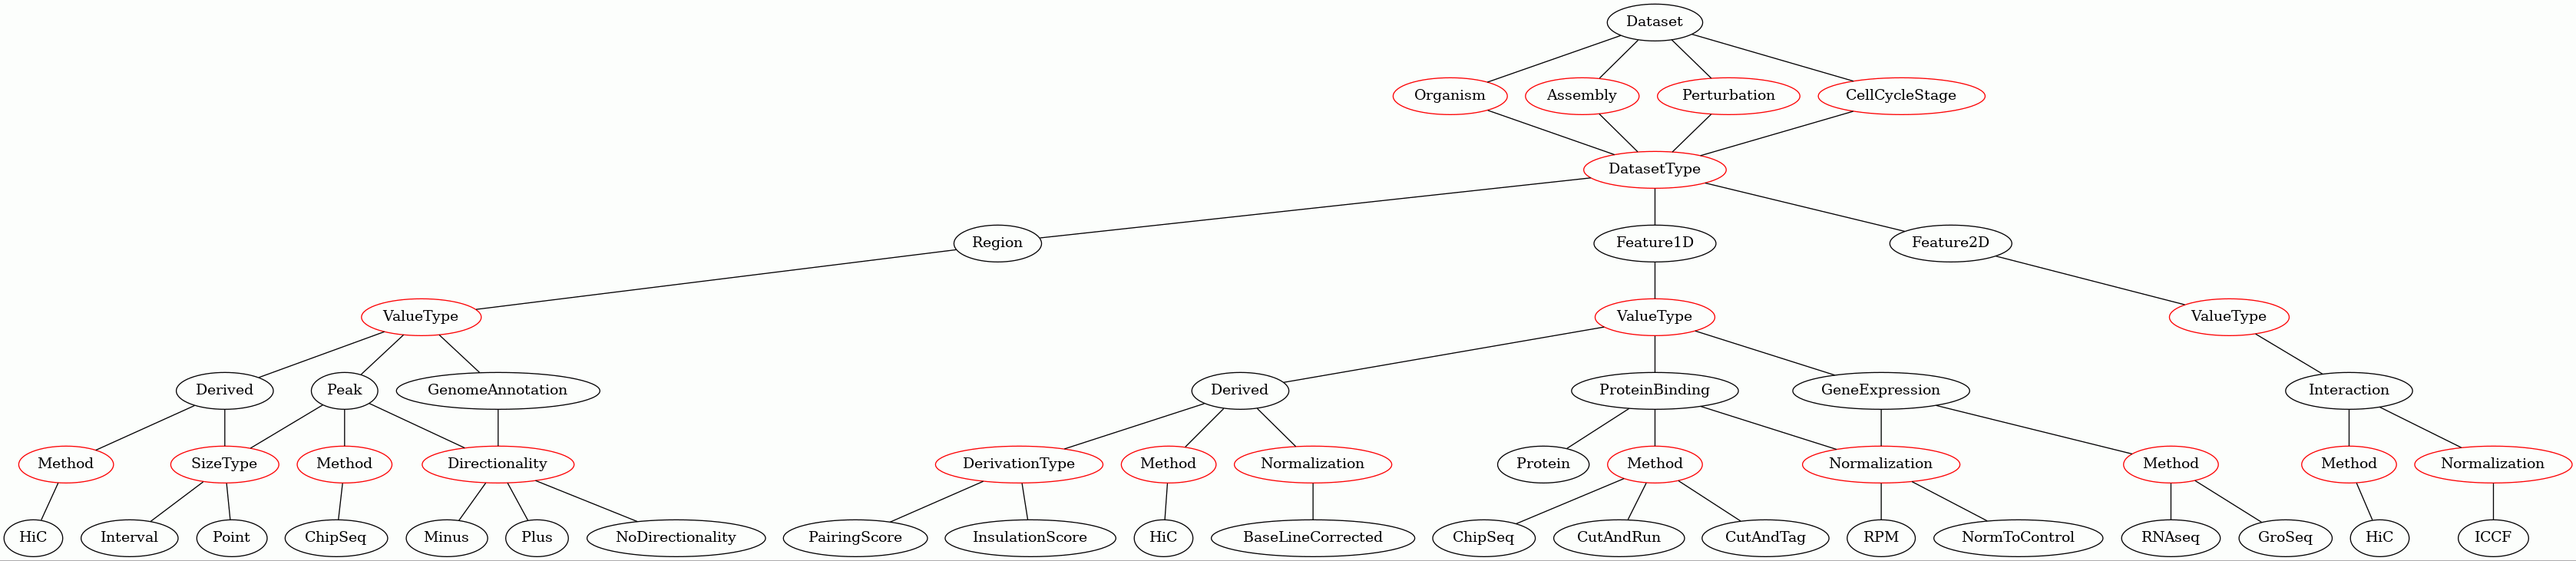 Dataset
Organism Assembly Perturbation CellCycleStage
DatasetType
Region Feature1D Feature2D
ValueType ValueType ValueType
Derived Peak GenomeAnnotation Derived ProteinBinding GeneExpression Interaction
Method SizeType Method Directionality DerivationType Method Normalization Protein Method Normalization Method Method Normalization
HiC Interval Point ChipSeq Minus Plus NoDirectionality PairingScore InsulationScore HiC BaseLineCorrected ChipSeq CutAndRun CutAndTag RPM NormToControl RNAseq GroSeq HiC ICCF